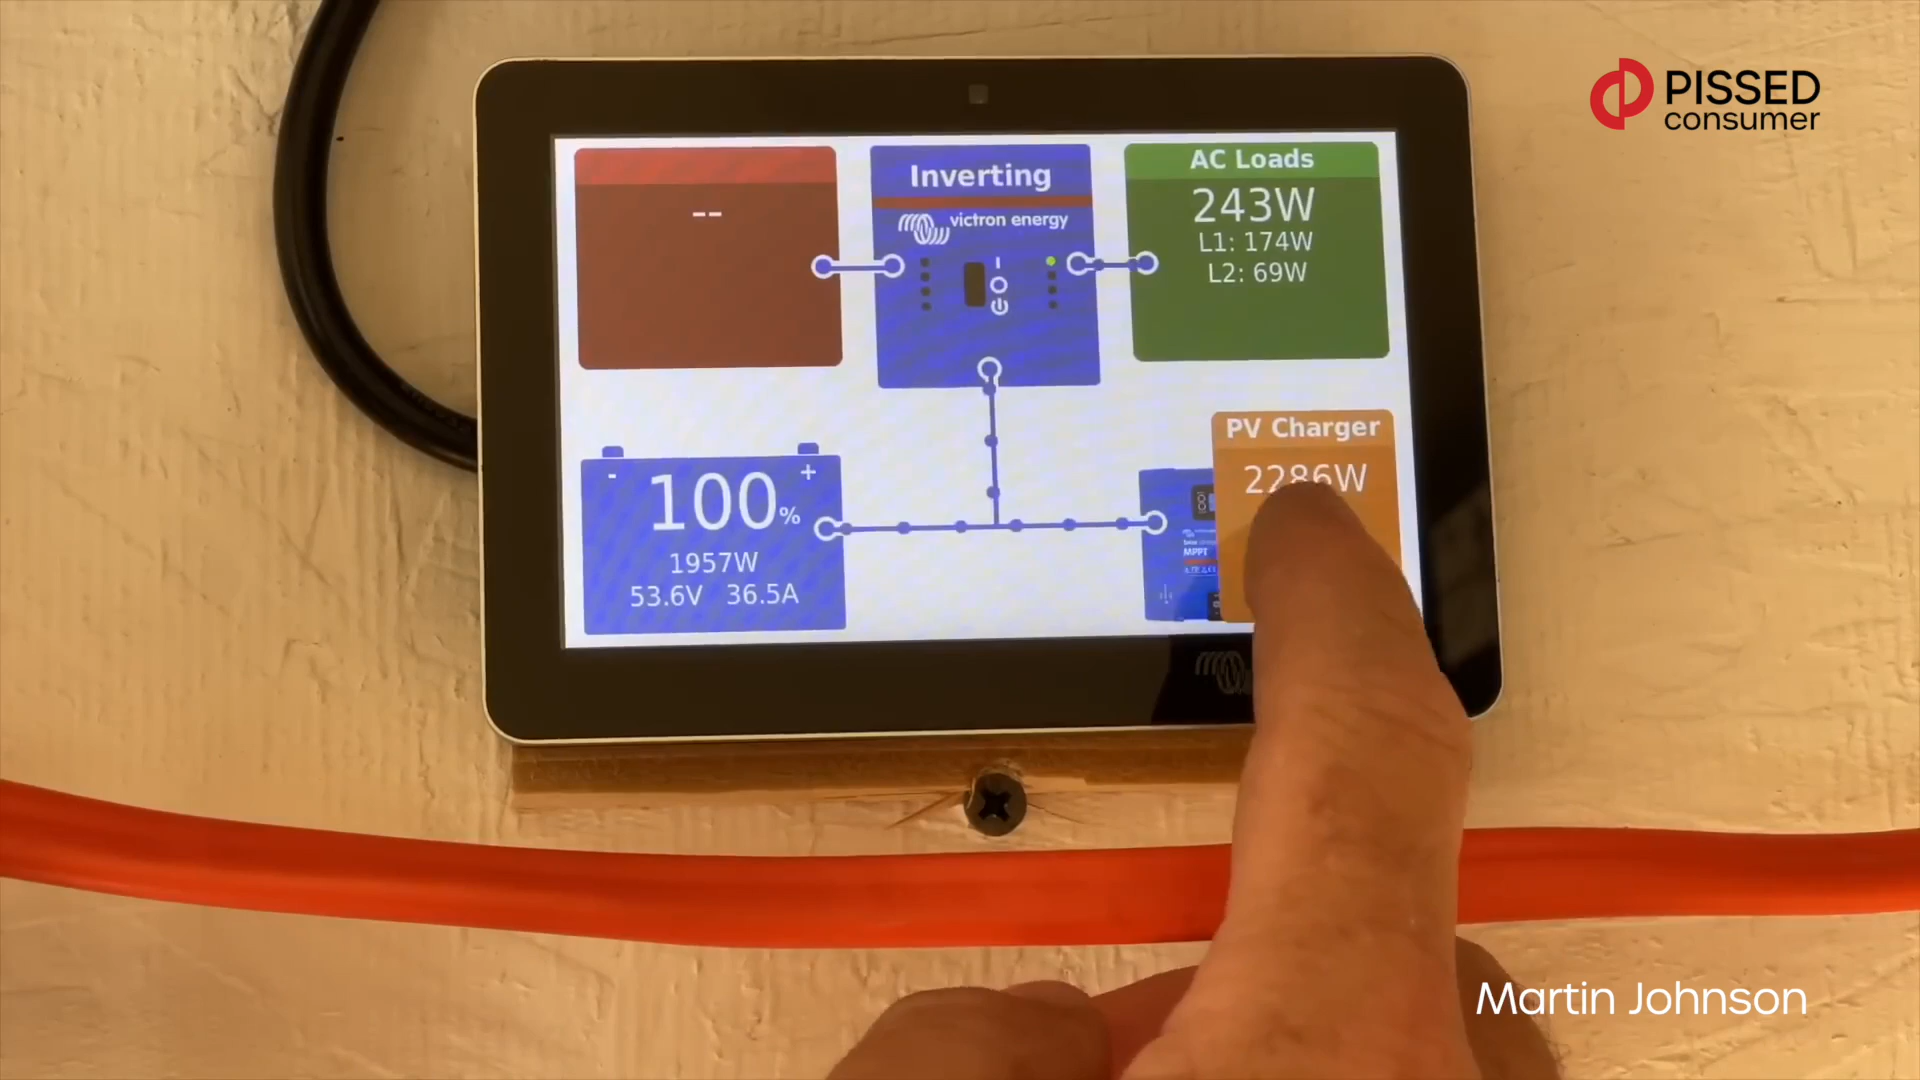 PISSED
consumer
--
Inverting
victron energy
AC Loads
243W
L1: 174W
L2: 69W
- +
100%
1957W
53.6V 36.5A
PV Charger
2286W
MPPT
Martin Johnson